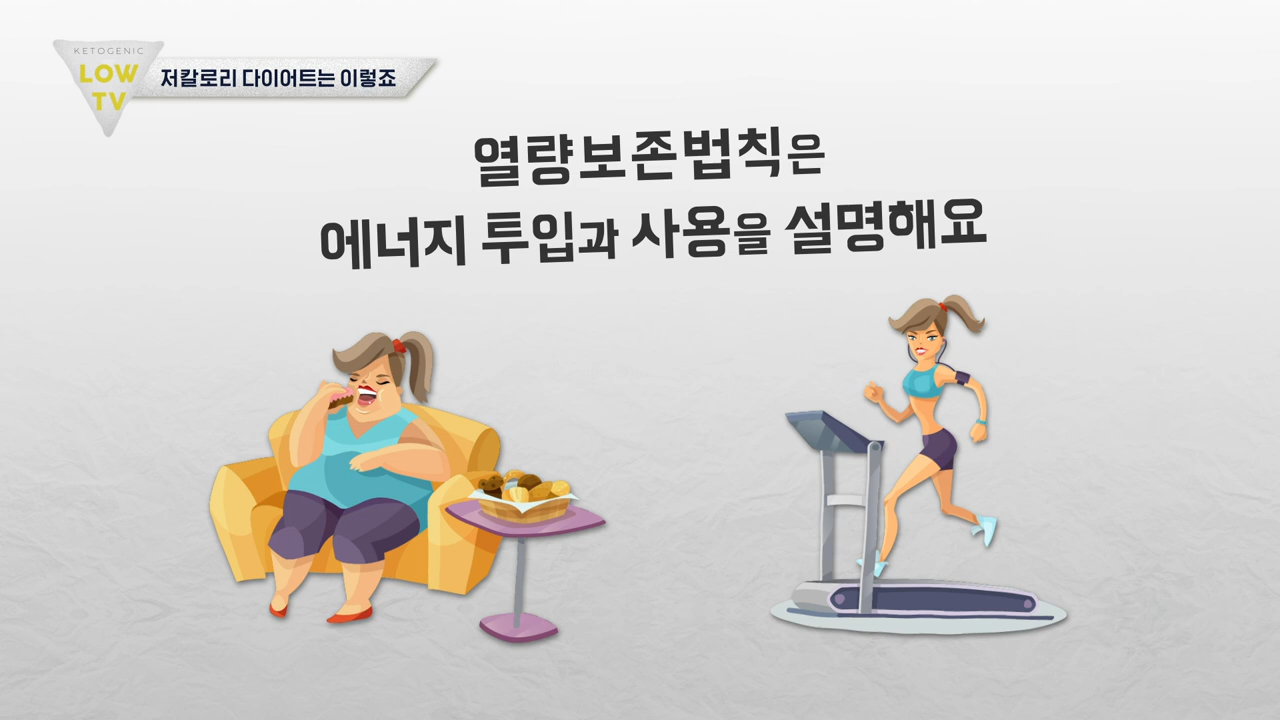 KETOGENIC
LOW
TV
저칼로리 다이어트는 이렇죠
열량보존법칙은
에너지 투입과 사용을 설명해요